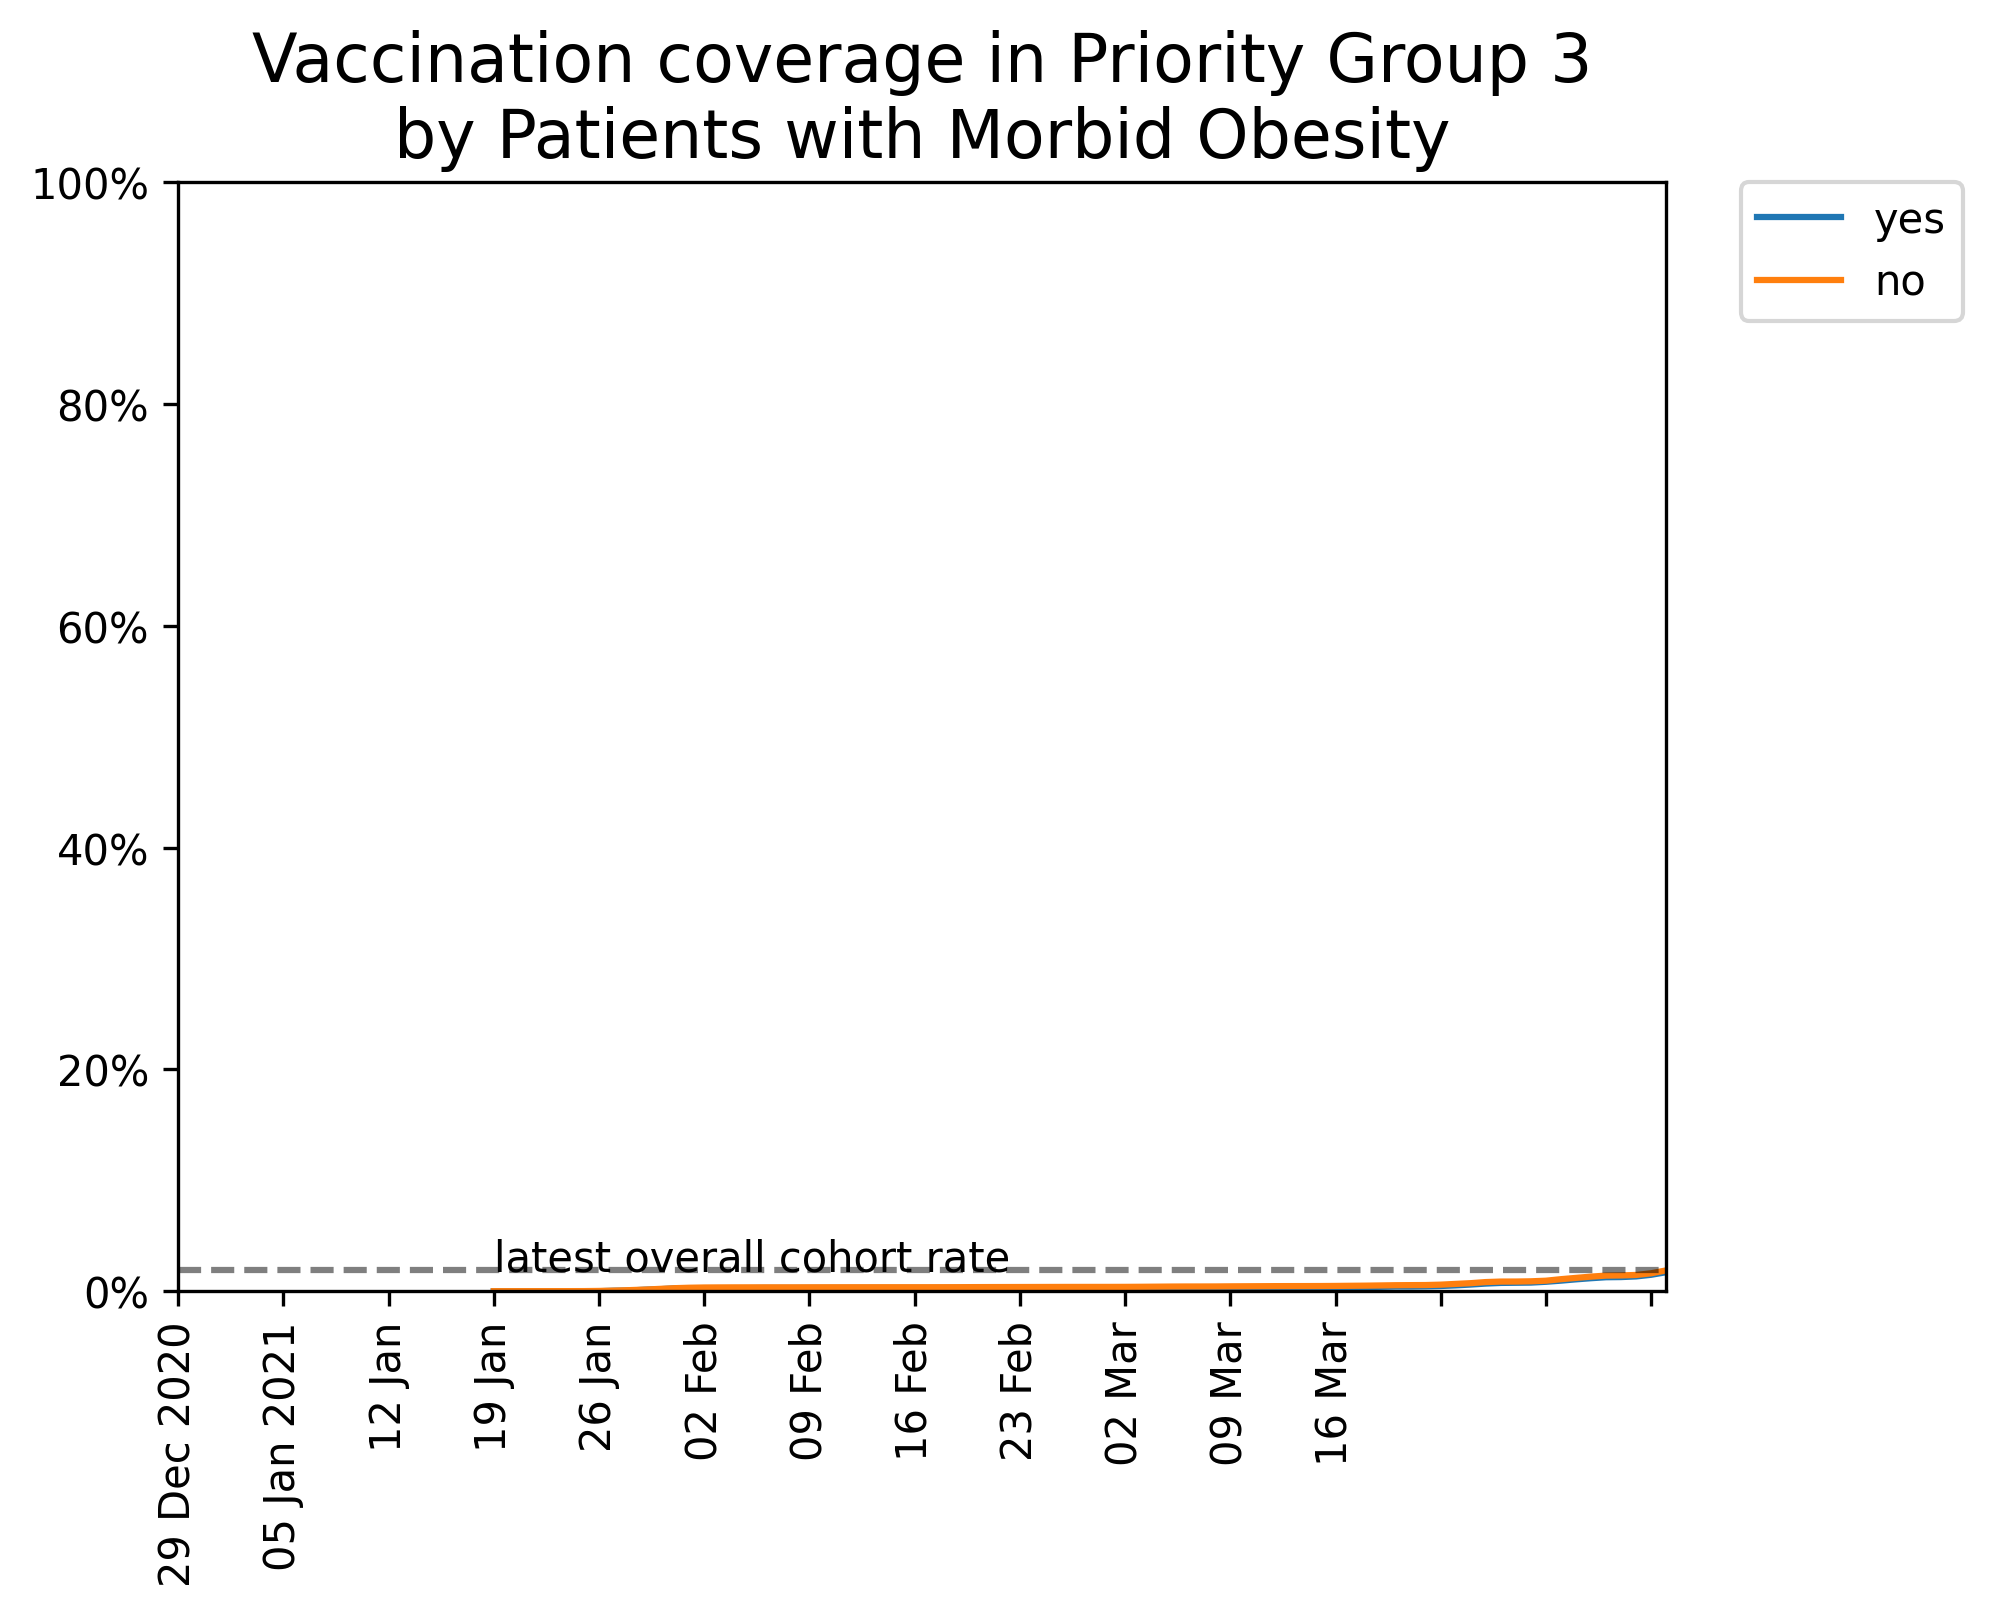 Vaccination coverage in Priority Group 3
by Patients with Morbid Obesity
100%
80%
60%
40%
20%
0%
yes
no
latest overall cohort rate
29 Dec 2020
05 Jan 2021
12 Jan
19 Jan
26 Jan
02 Feb
09 Feb
16 Feb
23 Feb
02 Mar
09 Mar
16 Mar